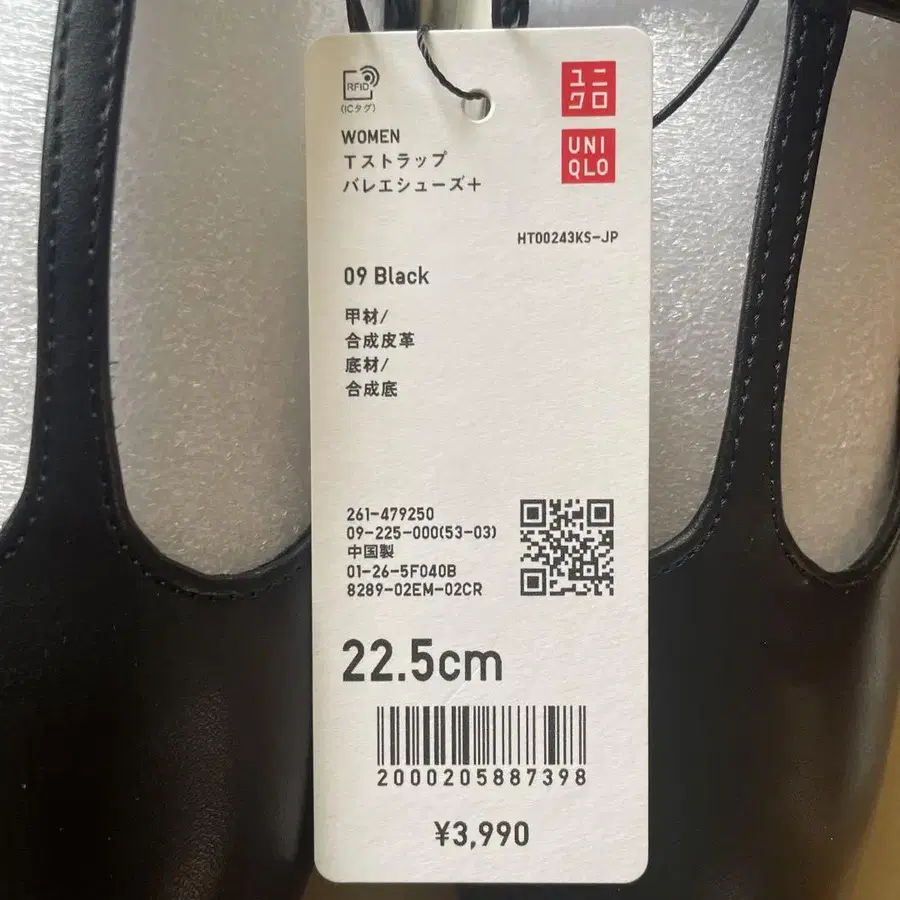 RFID
(ICタグ)
ユニ
クロ
UNI
QLO
WOMEN
Tストラップ
バレエシューズ+
HT00243KS-JP
09 Black
甲材/
合成皮革
底材/
合成底
261-479250
09-225-000(53-03)
中国製
01-26-5F040B
8289-02EM-02CR
22.5cm
2000205887398
¥3,990